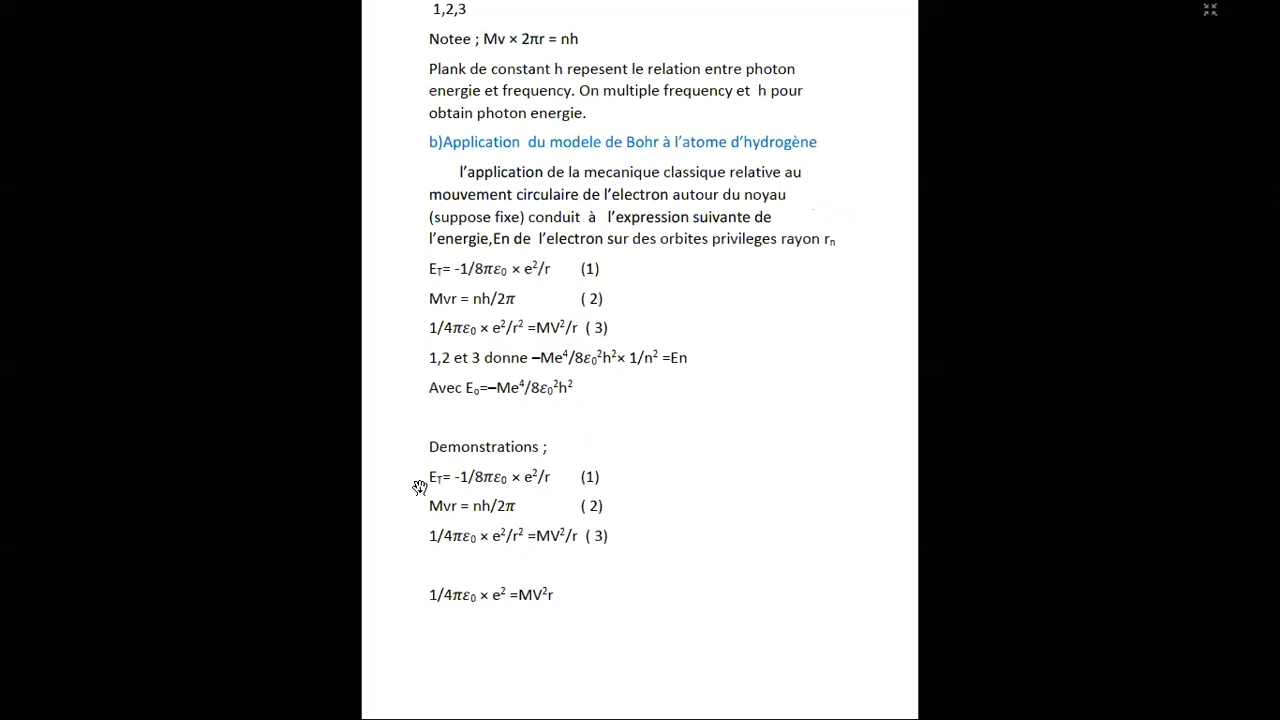 1,2,3
Notee ; Mv × 2πr = nh
Plank de constant h repesent le relation entre photon
energie et frequency. On multiple frequency et h pour
obtain photon energie.
b)Application du modele de Bohr à l’atome d’hydrogène
l’application de la mecanique classique relative au
mouvement circulaire de l’electron autour du noyau
(suppose fixe) conduit à l’expression suivante de
l’energie,En de l’electron sur des orbites privileges rayon rₙ
E_T= -1/8πε₀ × e²/r (1)
Mvr = nh/2π ( 2)
1/4πε₀ × e²/r² =MV²/r ( 3)
1,2 et 3 donne –Me⁴/8ε₀²h²× 1/n² =En
Avec Eₒ=–Me⁴/8ε₀²h²
Demonstrations ;
E_T= -1/8πε₀ × e²/r (1)
Mvr = nh/2π ( 2)
1/4πε₀ × e²/r² =MV²/r ( 3)
1/4πε₀ × e² =MV²r